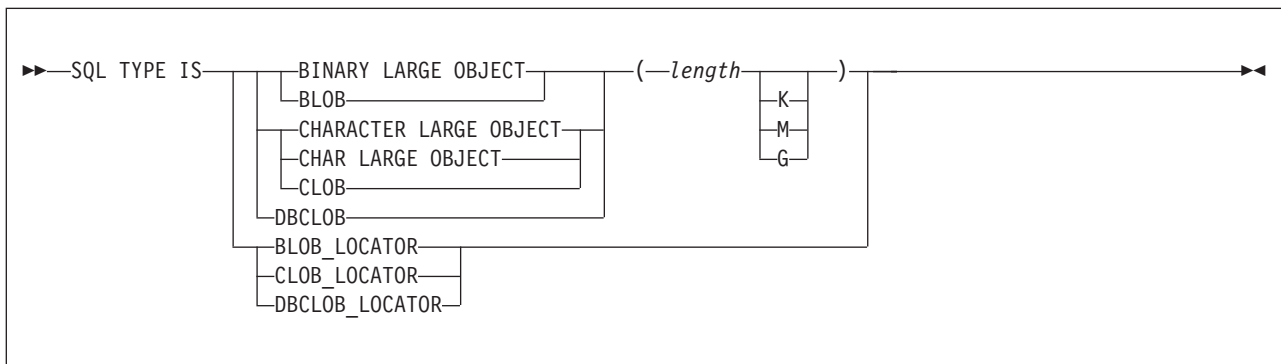 SQL TYPE IS BINARY LARGE OBJECT ( length )
BLOB K
CHARACTER LARGE OBJECT M
CHAR LARGE OBJECT G
CLOB
DBCLOB
BLOB_LOCATOR
CLOB_LOCATOR
DBCLOB_LOCATOR